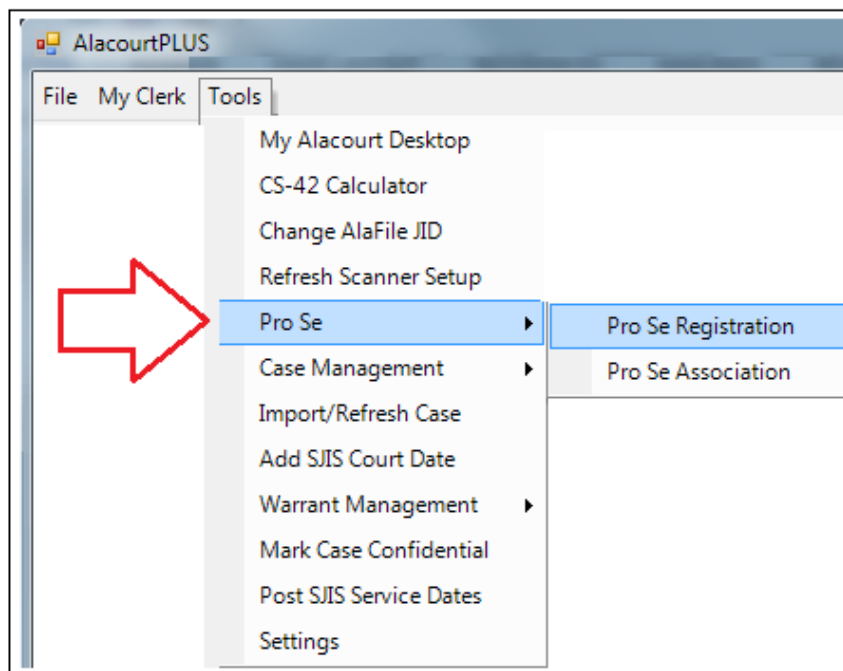 AlacourtPLUS
File My Clerk Tools
My Alacourt Desktop
CS-42 Calculator
Change AlaFile JID
Refresh Scanner Setup
Pro Se Pro Se Registration
Case Management Pro Se Association
Import/Refresh Case
Add SJIS Court Date
Warrant Management
Mark Case Confidential
Post SJIS Service Dates
Settings